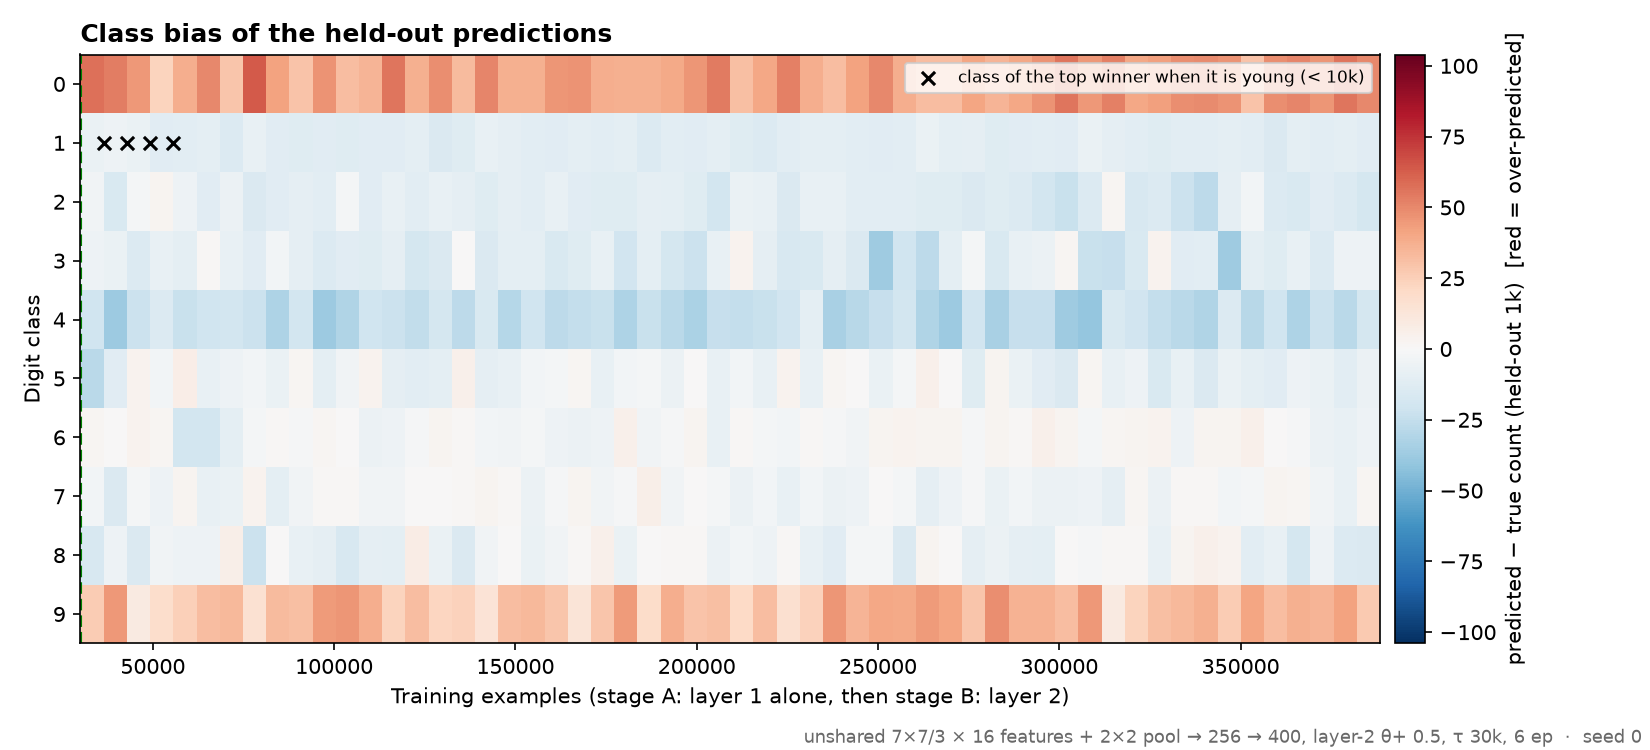 Class bias of the held-out predictions
class of the top winner when it is young (< 10k)
Digit class
0
1
2
3
4
5
6
7
8
9
50000 100000 150000 200000 250000 300000 350000
Training examples (stage A: layer 1 alone, then stage B: layer 2)
100
75
50
25
0
−25
−50
−75
−100
predicted − true count (held-out 1k)  [red = over-predicted]
unshared 7×7/3 × 16 features + 2×2 pool → 256 → 400, layer-2 θ+ 0.5, τ 30k, 6 ep · seed 0